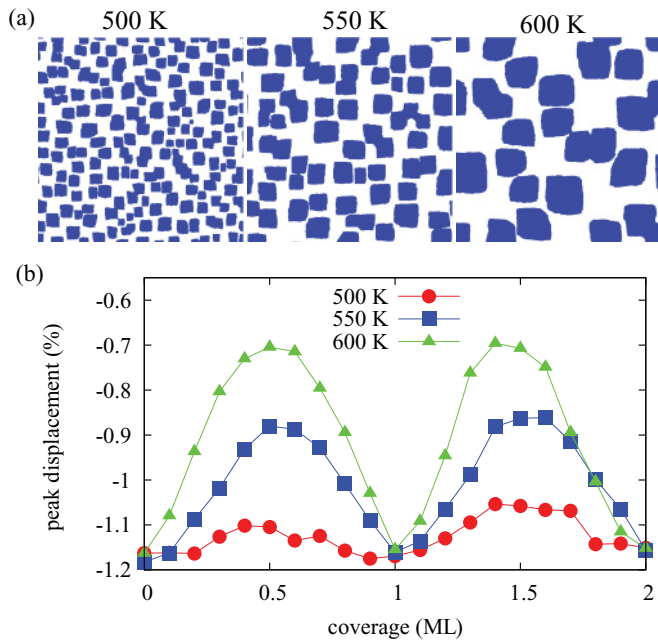 (a)
500 K 550 K 600 K
(b)
-0.6
-0.7
-0.8
-0.9
-1
-1.1
-1.2
peak displacement (%)
500 K
550 K
600 K
0 0.5 1 1.5 2
coverage (ML)